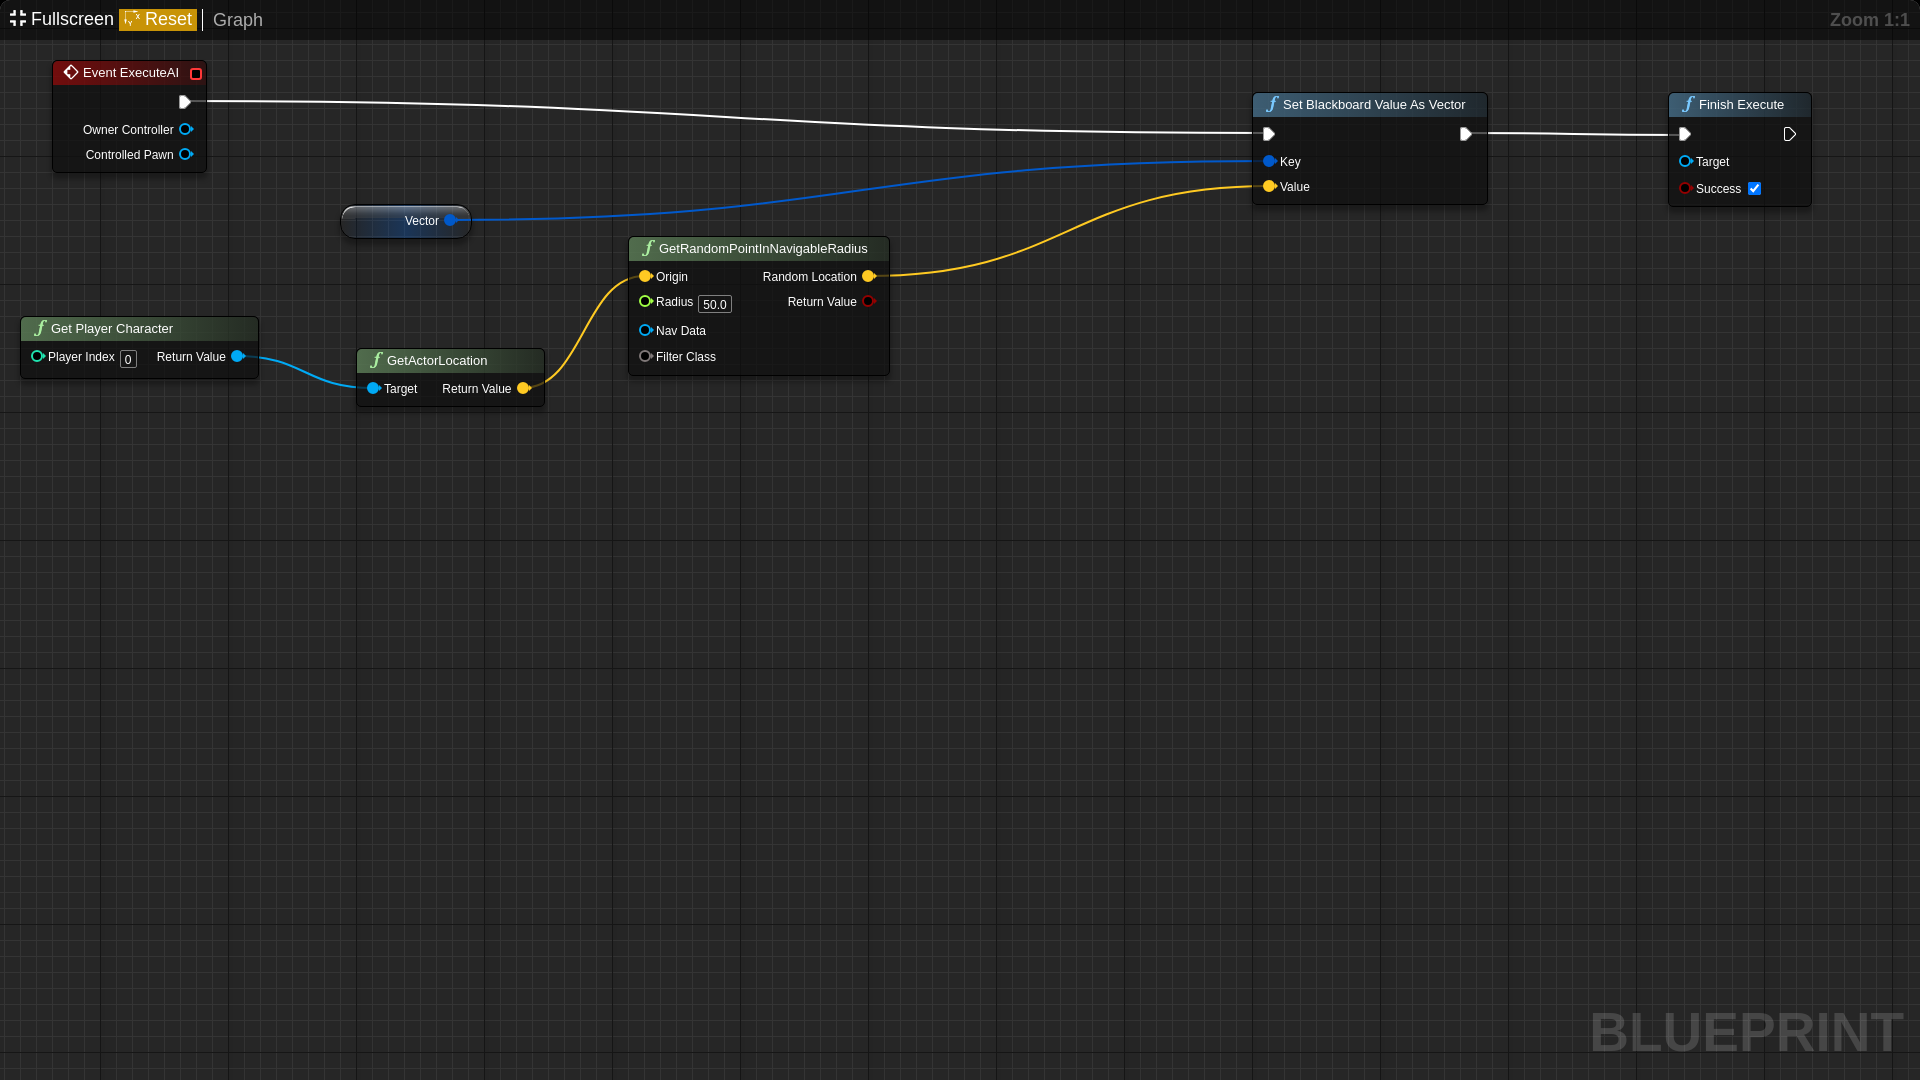 Fullscreen Reset Graph
Zoom 1:1
Event ExecuteAI
Owner Controller
Controlled Pawn
Set Blackboard Value As Vector
Key
Value
Finish Execute
Target
Success
Vector
GetRandomPointInNavigableRadius
Origin Random Location
Radius 50.0 Return Value
Nav Data
Filter Class
Get Player Character
Player Index 0 Return Value
GetActorLocation
Target Return Value
BLUEPRINT